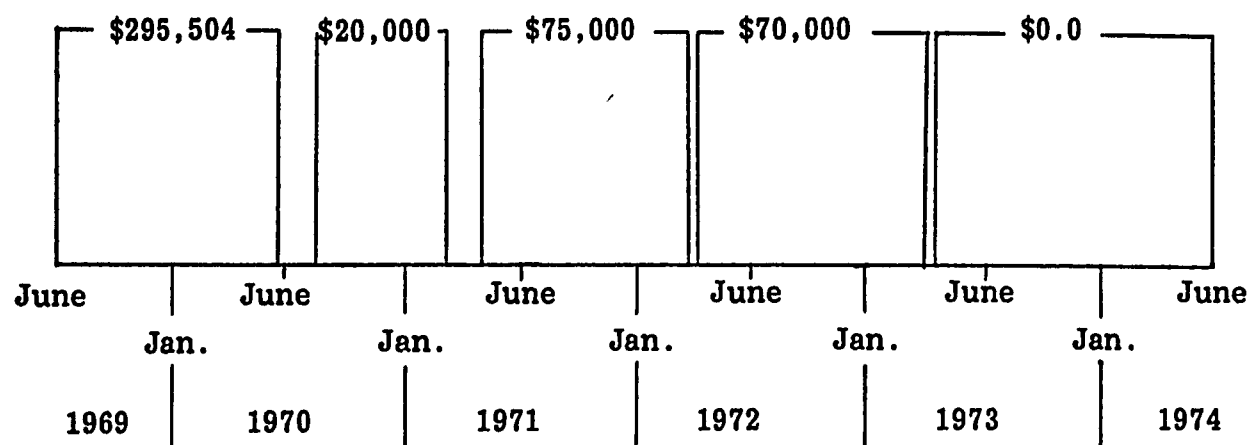 $295,504 $20,000 $75,000 $70,000 $0.0
June June June June June June
Jan. Jan. Jan. Jan. Jan.
1969 1970 1971 1972 1973 1974